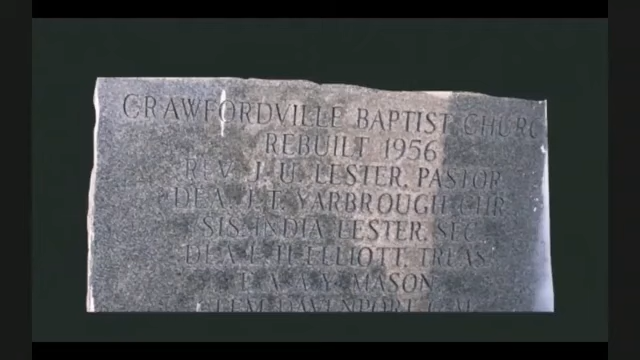 CRAWFORDVILLE BAPTIST CHURC
REBUILT 1956
REV. J. U. LESTER, PASTOR
DEA. J. T. YARBROUGH CHR.
SIS. INDIA LESTER, SEC.
DEA. L. H. ELLIOTT, TREAS.
MASON
DAVENPORT